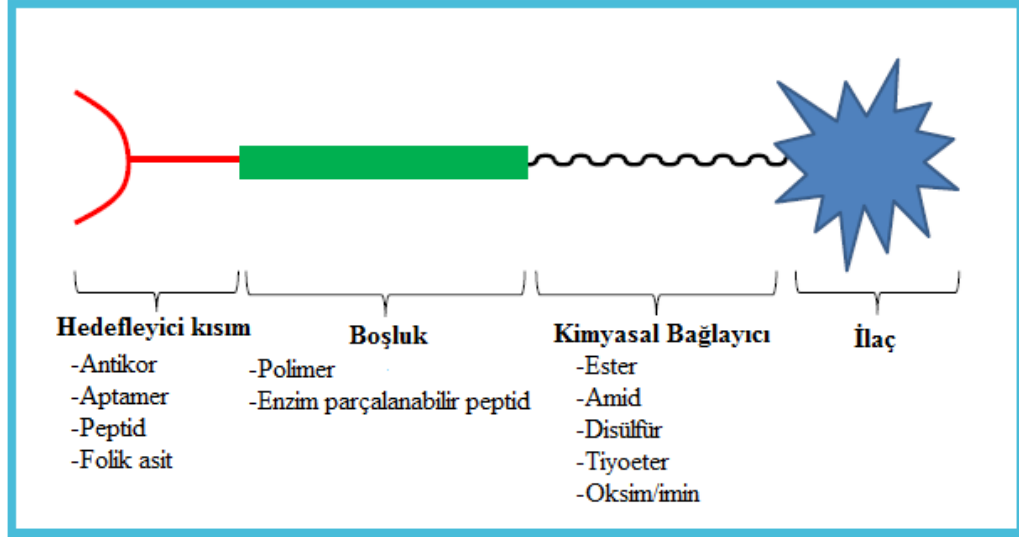 Hedefleyici kısım
-Antikor
-Aptamer
-Peptid
-Folik asit
Boşluk
-Polimer
-Enzim parçalanabilir peptid
Kimyasal Bağlayıcı
-Ester
-Amid
-Disülfür
-Tiyoeter
-Oksim/imin
İlaç